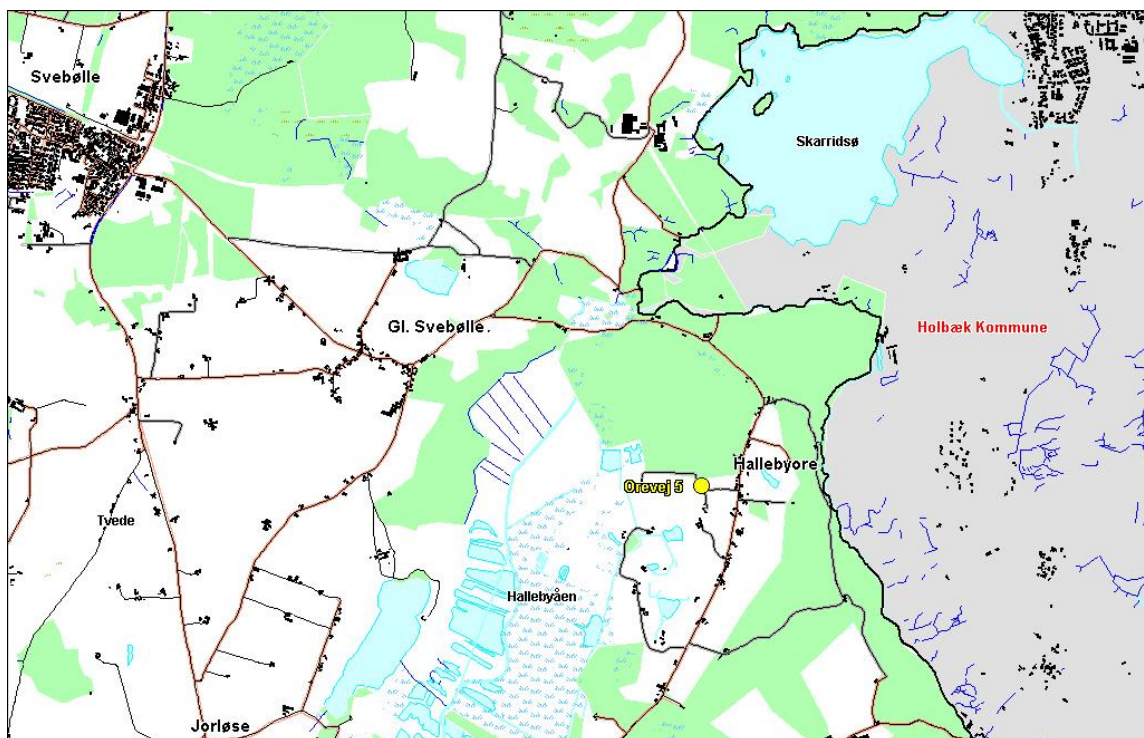 Svebølle
Skarridsø
Gl. Svebølle.
Holbæk Kommune
Hallebyore
Orevej 5
Tvede
Hallebyåen
Jorløse